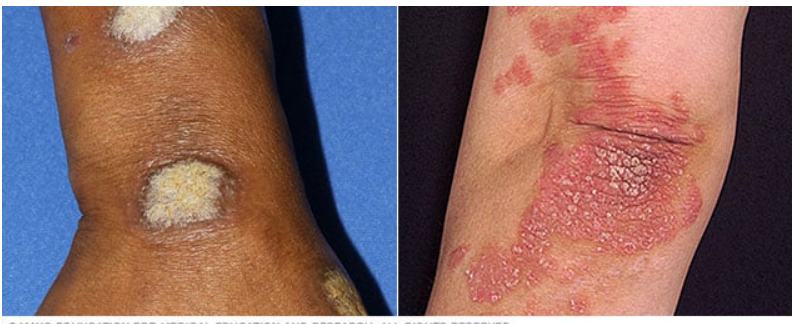 © MAYO FOUNDATION FOR MEDICAL EDUCATION AND RESEARCH. ALL RIGHTS RESERVED.